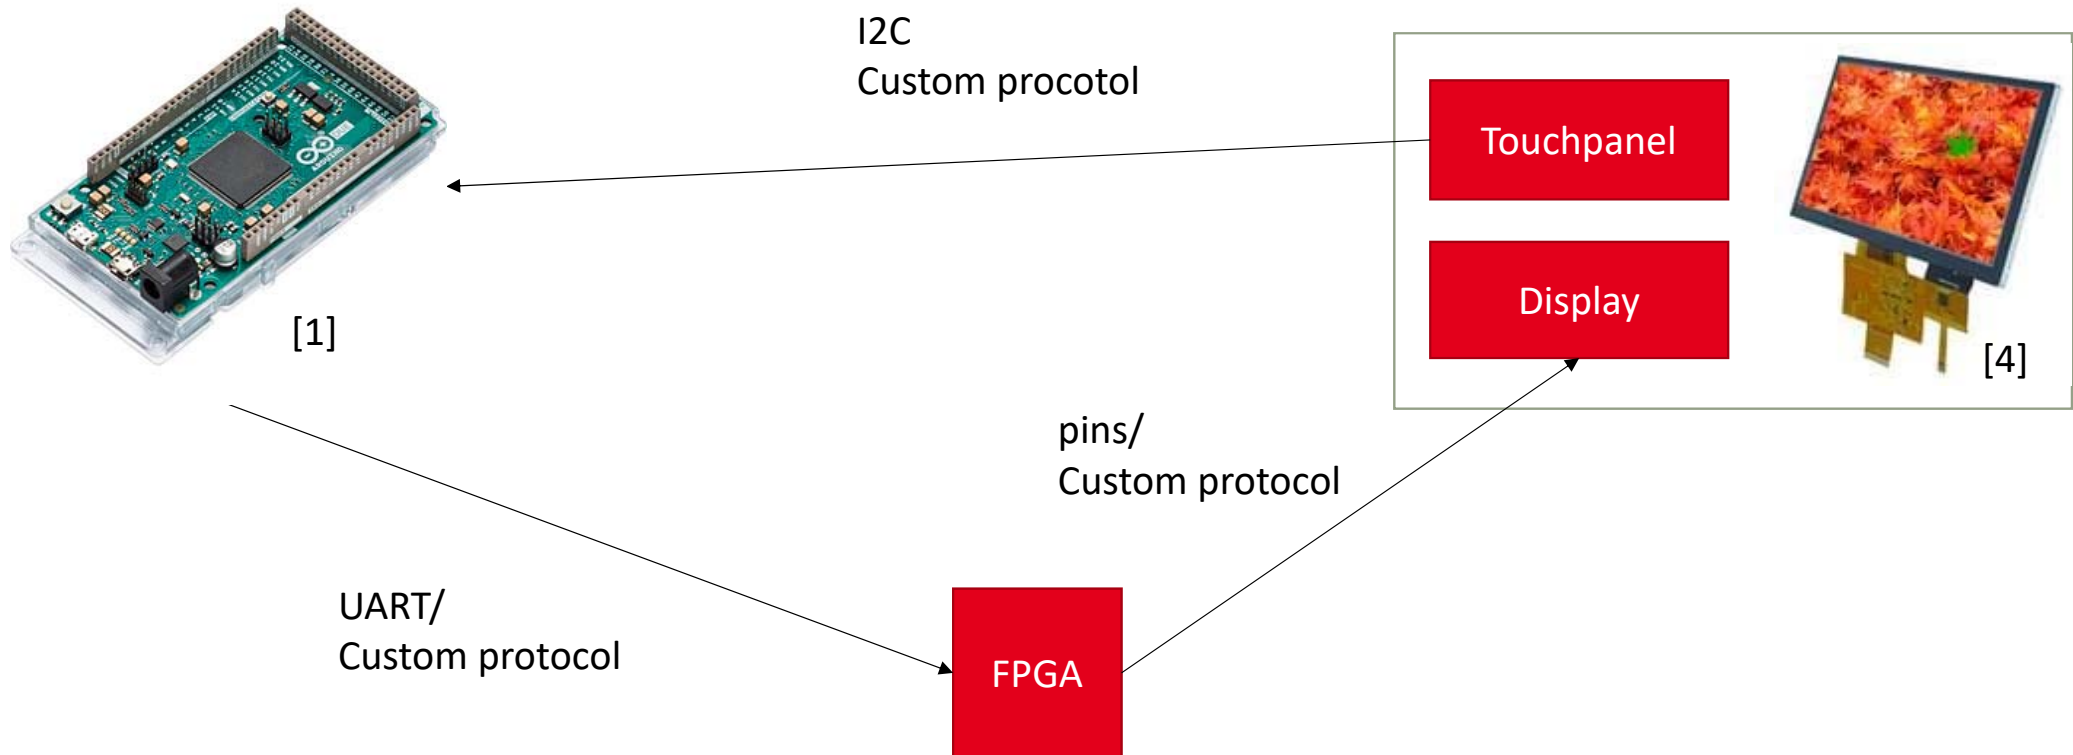 I2C
Custom procotol
Touchpanel
Display
[1]
[4]
pins/
Custom protocol
UART/
Custom protocol
FPGA